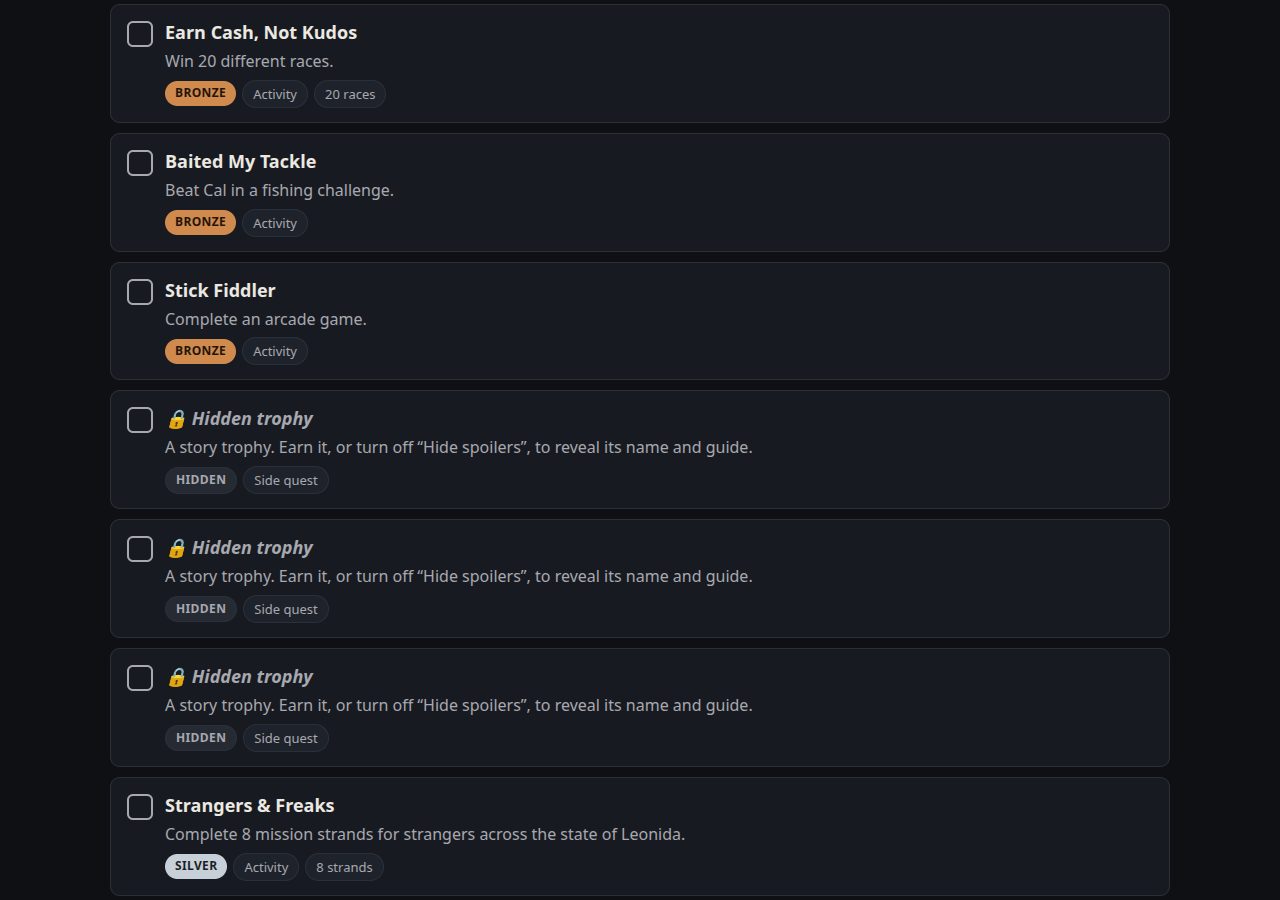 Earn Cash, Not Kudos
Win 20 different races.
BRONZE Activity 20 races
Baited My Tackle
Beat Cal in a fishing challenge.
BRONZE Activity
Stick Fiddler
Complete an arcade game.
BRONZE Activity
🔒 Hidden trophy
A story trophy. Earn it, or turn off “Hide spoilers”, to reveal its name and guide.
HIDDEN Side quest
🔒 Hidden trophy
A story trophy. Earn it, or turn off “Hide spoilers”, to reveal its name and guide.
HIDDEN Side quest
🔒 Hidden trophy
A story trophy. Earn it, or turn off “Hide spoilers”, to reveal its name and guide.
HIDDEN Side quest
Strangers & Freaks
Complete 8 mission strands for strangers across the state of Leonida.
SILVER Activity 8 strands